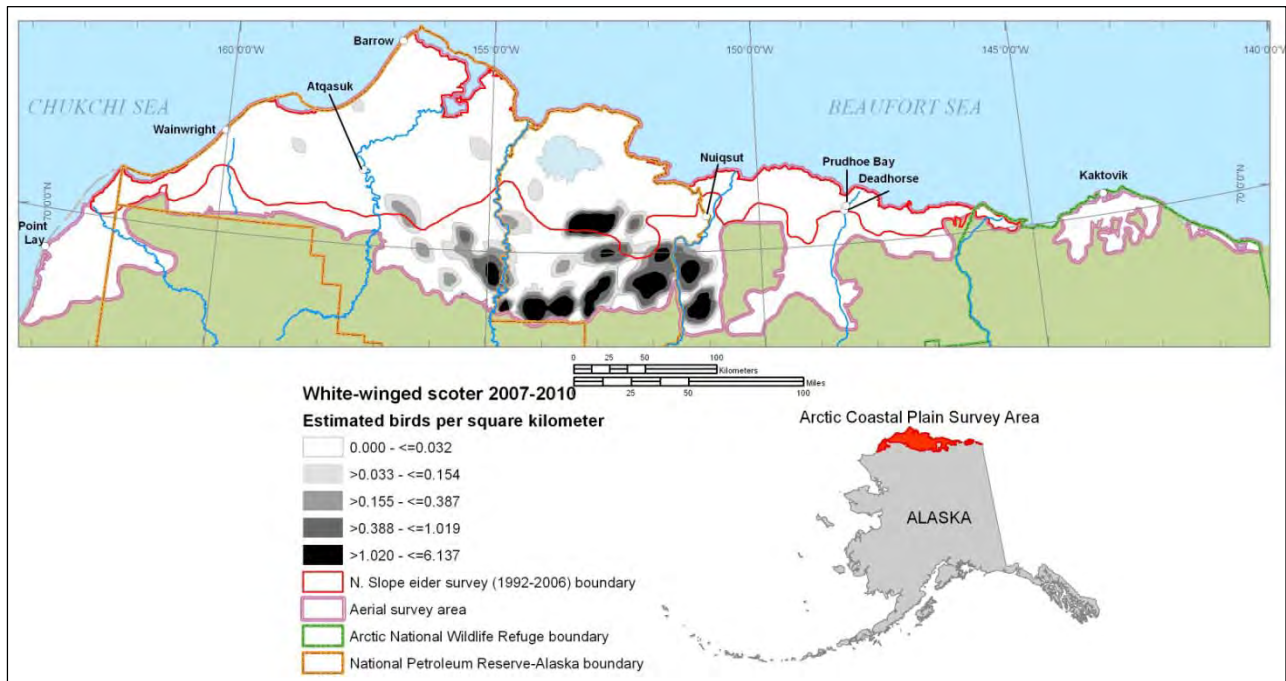 160°0'0"W
155°0'0"W
150°0'0"W
145°0'0"W
140°0'0"W
Barrow
Atqasuk
CHUKCHI SEA
BEAUFORT SEA
Wainwright
Nuiqsut
Prudhoe Bay
Deadhorse
Kaktovik
70°0'0"N
70°0'0"N
Point
Lay
0 25 50 100
Kilometers
Miles
25 50 100
White-winged scoter 2007-2010
Estimated birds per square kilometer
0.000 - <=0.032
>0.033 - <=0.154
>0.155 - <=0.387
>0.388 - <=1.019
>1.020 - <=6.137
N. Slope eider survey (1992-2006) boundary
Aerial survey area
Arctic National Wildlife Refuge boundary
National Petroleum Reserve-Alaska boundary
Arctic Coastal Plain Survey Area
ALASKA